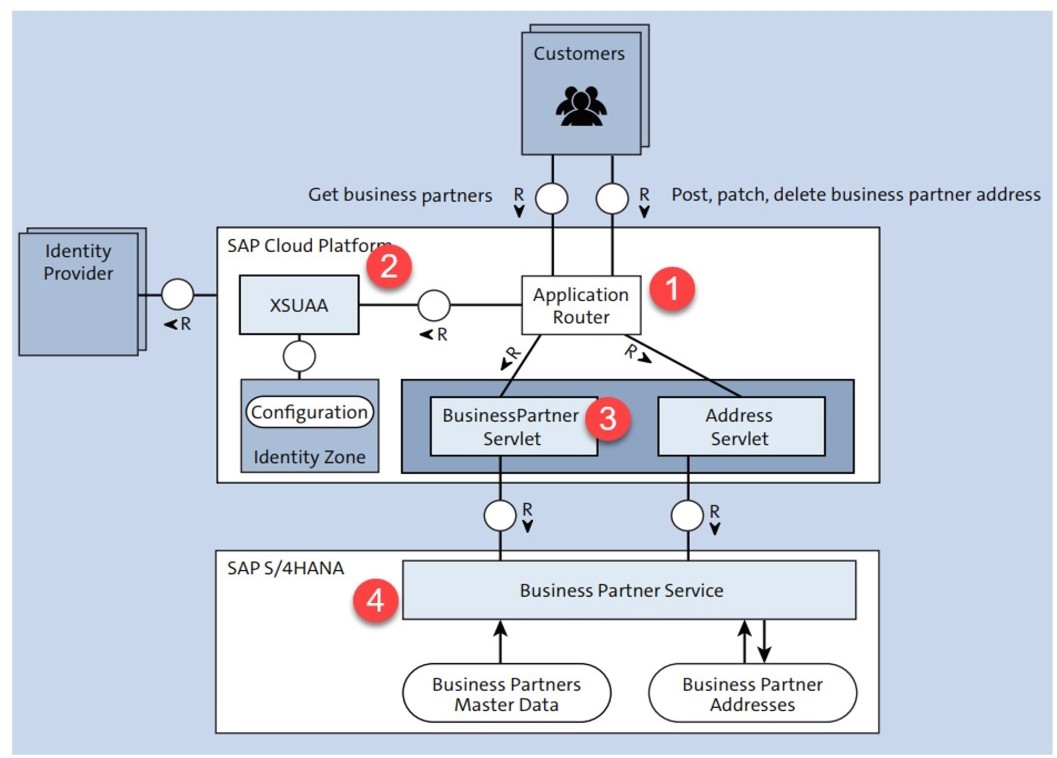 Customers
Get business partners
R
R
Post, patch, delete business partner address
Identity
Provider
R
SAP Cloud Platform
2
XSUAA
R
Application
Router
1
R
R
Configuration
Identity Zone
BusinessPartner
Servlet
3
Address
Servlet
R
R
SAP S/4HANA
4
Business Partner Service
Business Partners
Master Data
Business Partner
Addresses